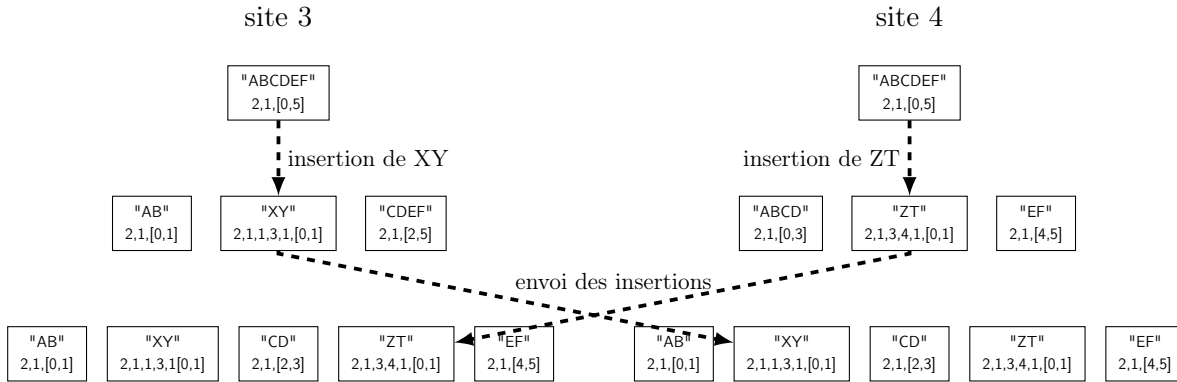 site 3
site 4
"ABCDEF"
2,1,[0,5]
"ABCDEF"
2,1,[0,5]
insertion de XY
insertion de ZT
"AB"
2,1,[0,1]
"XY"
2,1,1,3,1,[0,1]
"CDEF"
2,1,[2,5]
"ABCD"
2,1,[0,3]
"ZT"
2,1,3,4,1,[0,1]
"EF"
2,1,[4,5]
envoi des insertions
"AB"
2,1,[0,1]
"XY"
2,1,1,3,1[0,1]
"CD"
2,1,[2,3]
"ZT"
2,1,3,4,1,[0,1]
"EF"
2,1,[4,5]
"AB"
2,1,[0,1]
"XY"
2,1,1,3,1,[0,1]
"CD"
2,1,[2,3]
"ZT"
2,1,3,4,1,[0,1]
"EF"
2,1,[4,5]